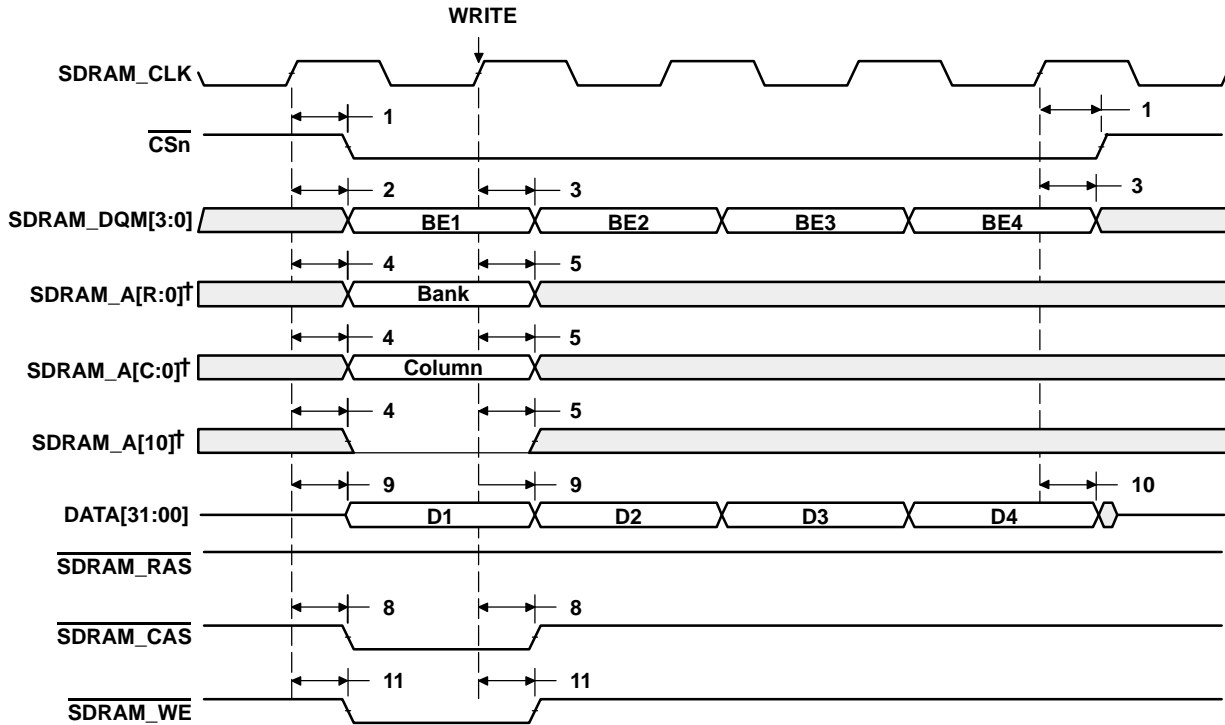 WRITE
SDRAM_CLK
1 1
CSn
2 3 3
SDRAM_DQM[3:0] BE1 BE2 BE3 BE4
4 5
SDRAM_A[R:0]† Bank
4 5
SDRAM_A[C:0]† Column
4 5
SDRAM_A[10]†
9 9 10
DATA[31:00] D1 D2 D3 D4
SDRAM_RAS
8 8
SDRAM_CAS
11 11
SDRAM_WE